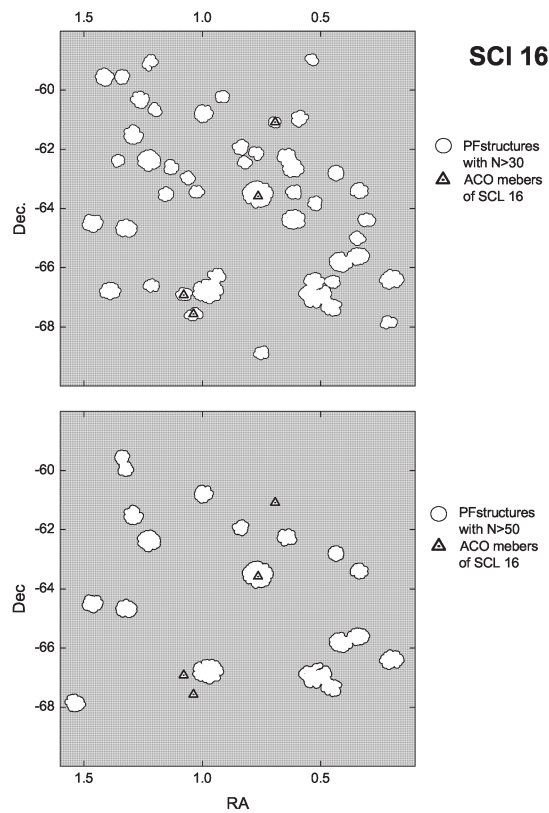 1.5 1.0 0.5
SCl 16
-60
-62
-64
-66
-68
Dec.
PFstructures
with N>30
ACO mebers
of SCL 16
-60
-62
-64
-66
-68
Dec
PFstructures
with N>50
ACO mebers
of SCL 16
1.5 1.0 0.5
RA